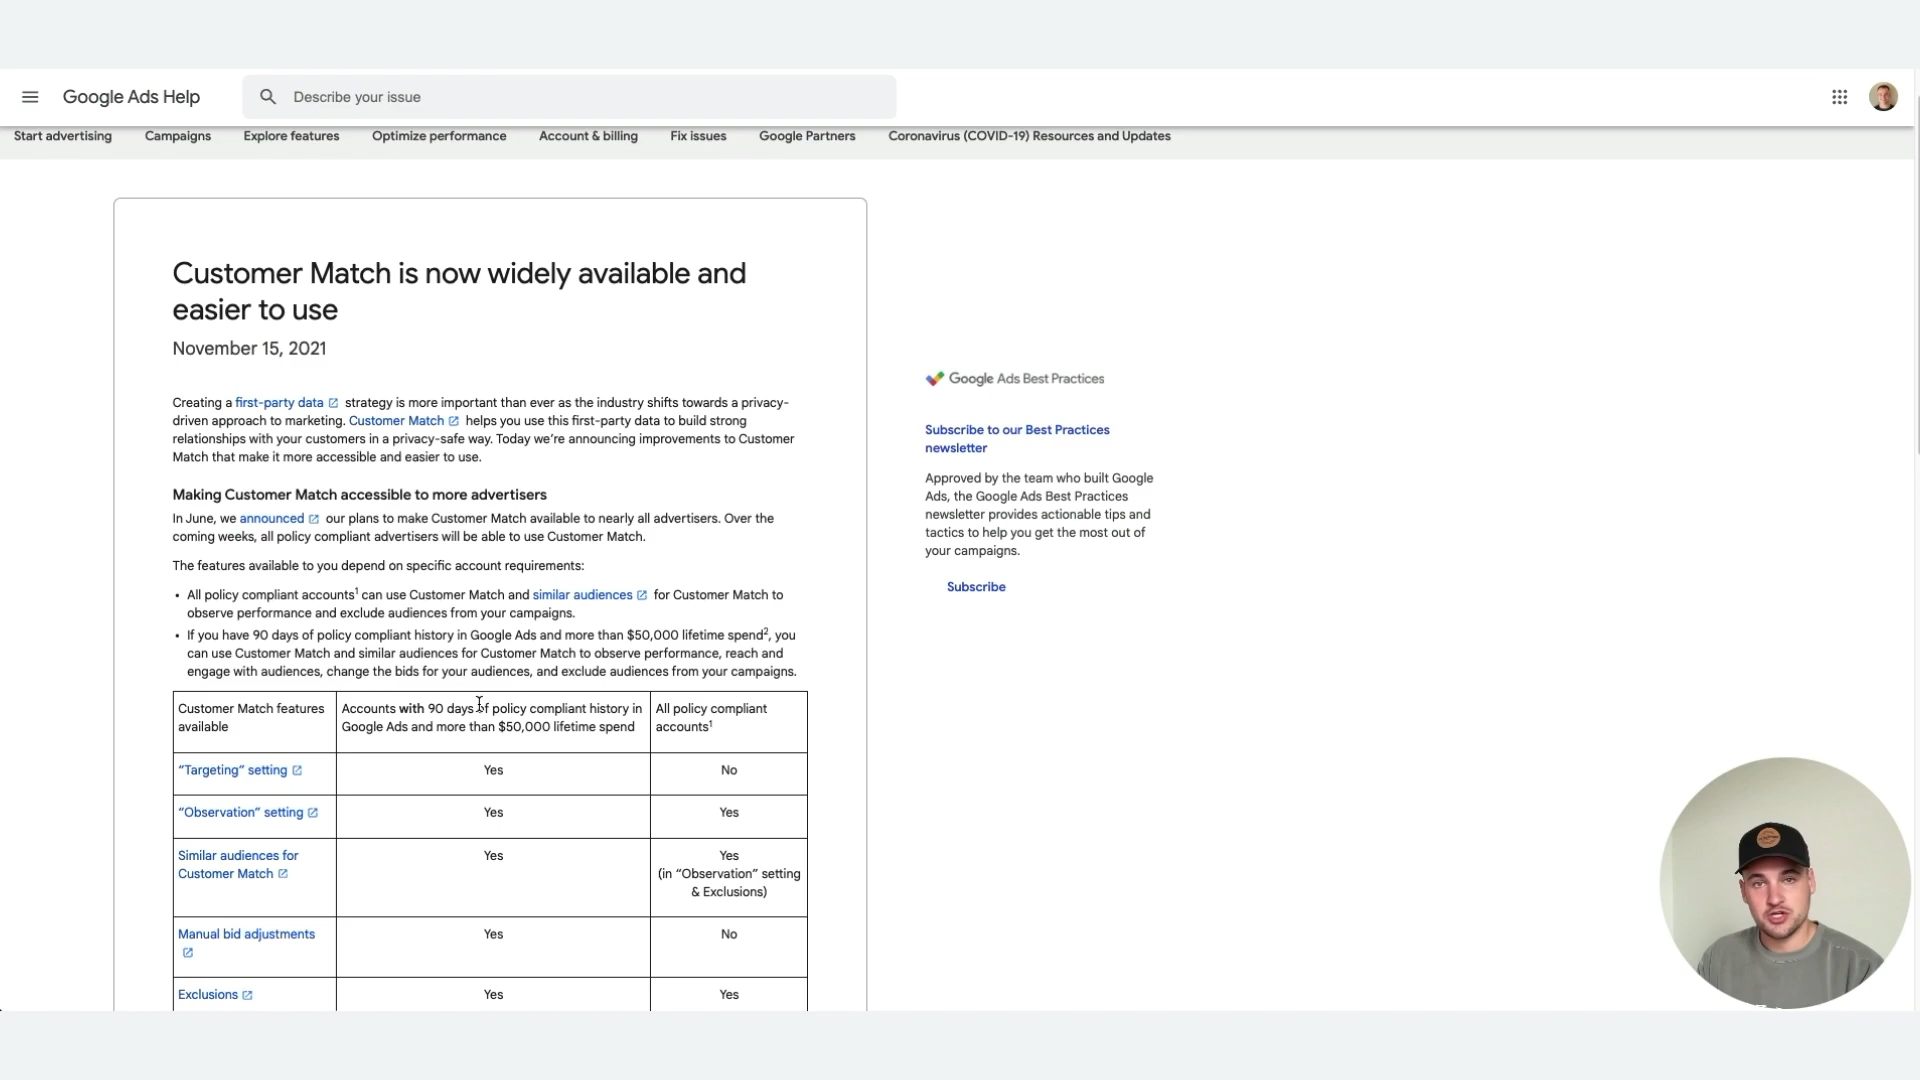 Google Ads Help
Describe your issue
Start advertising
Campaigns
Explore features
Optimize performance
Account & billing
Fix issues
Google Partners
Coronavirus (COVID-19) Resources and Updates
Customer Match is now widely available and
easier to use
November 15, 2021
Creating a first-party data strategy is more important than ever as the industry shifts towards a privacy-
driven approach to marketing. Customer Match helps you use this first-party data to build strong
relationships with your customers in a privacy-safe way. Today we're announcing improvements to Customer
Match that make it more accessible and easier to use.
Making Customer Match accessible to more advertisers
In June, we announced our plans to make Customer Match available to nearly all advertisers. Over the
coming weeks, all policy compliant advertisers will be able to use Customer Match.
The features available to you depend on specific account requirements:
• All policy compliant accounts¹ can use Customer Match and similar audiences for Customer Match to
observe performance and exclude audiences from your campaigns.
• If you have 90 days of policy compliant history in Google Ads and more than $50,000 lifetime spend², you
can use Customer Match and similar audiences for Customer Match to observe performance, reach and
engage with audiences, change the bids for your audiences, and exclude audiences from your campaigns.
Customer Match features
available
Accounts with 90 days of policy compliant history in
Google Ads and more than $50,000 lifetime spend
All policy compliant
accounts¹
“Targeting” setting
Yes
No
“Observation” setting
Yes
Yes
Similar audiences for
Customer Match
Yes
Yes
(in “Observation” setting
& Exclusions)
Manual bid adjustments
Yes
No
Exclusions
Yes
Yes
Google Ads Best Practices
Subscribe to our Best Practices
newsletter
Approved by the team who built Google
Ads, the Google Ads Best Practices
newsletter provides actionable tips and
tactics to help you get the most out of
your campaigns.
Subscribe